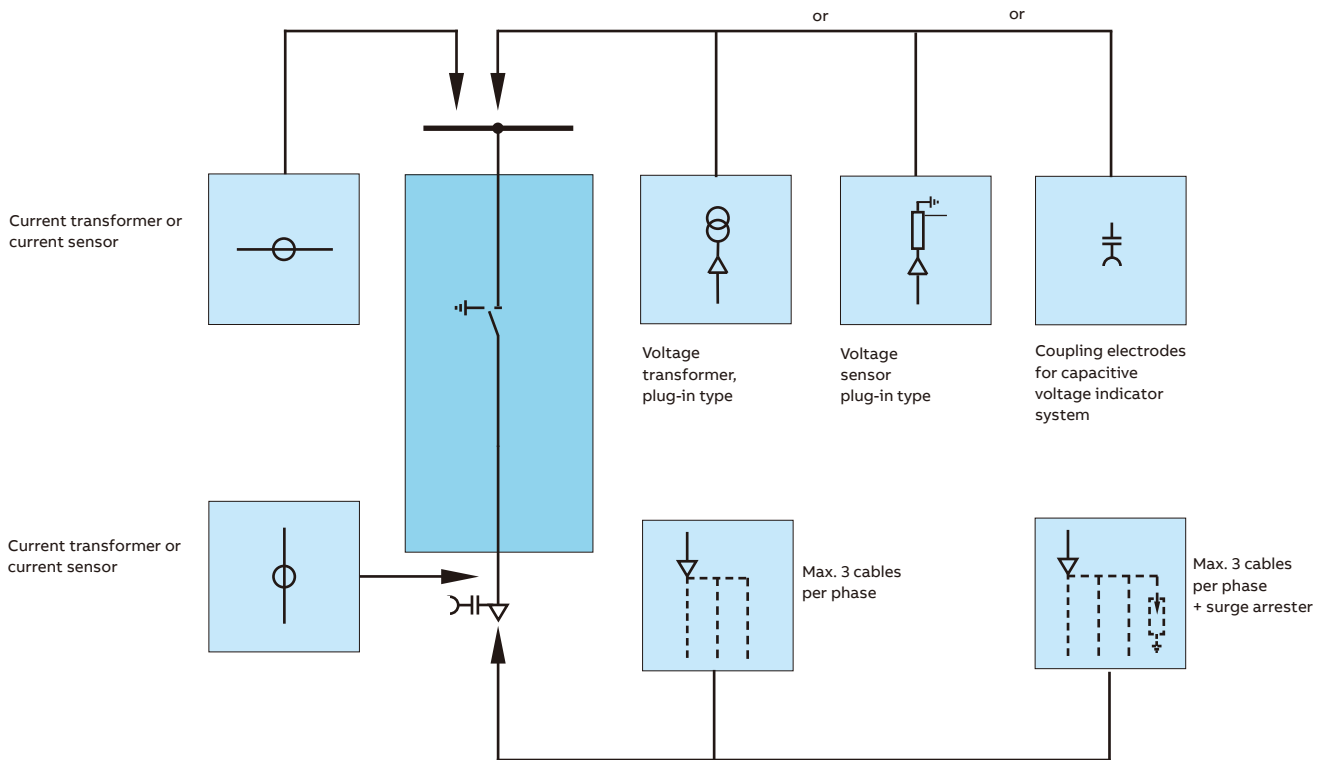 or
or
Current transformer or
current sensor
Voltage
transformer,
plug-in type
Voltage
sensor
plug-in type
Coupling electrodes
for capacitive
voltage indicator
system
Current transformer or
current sensor
Max. 3 cables
per phase
Max. 3 cables
per phase
+ surge arrester